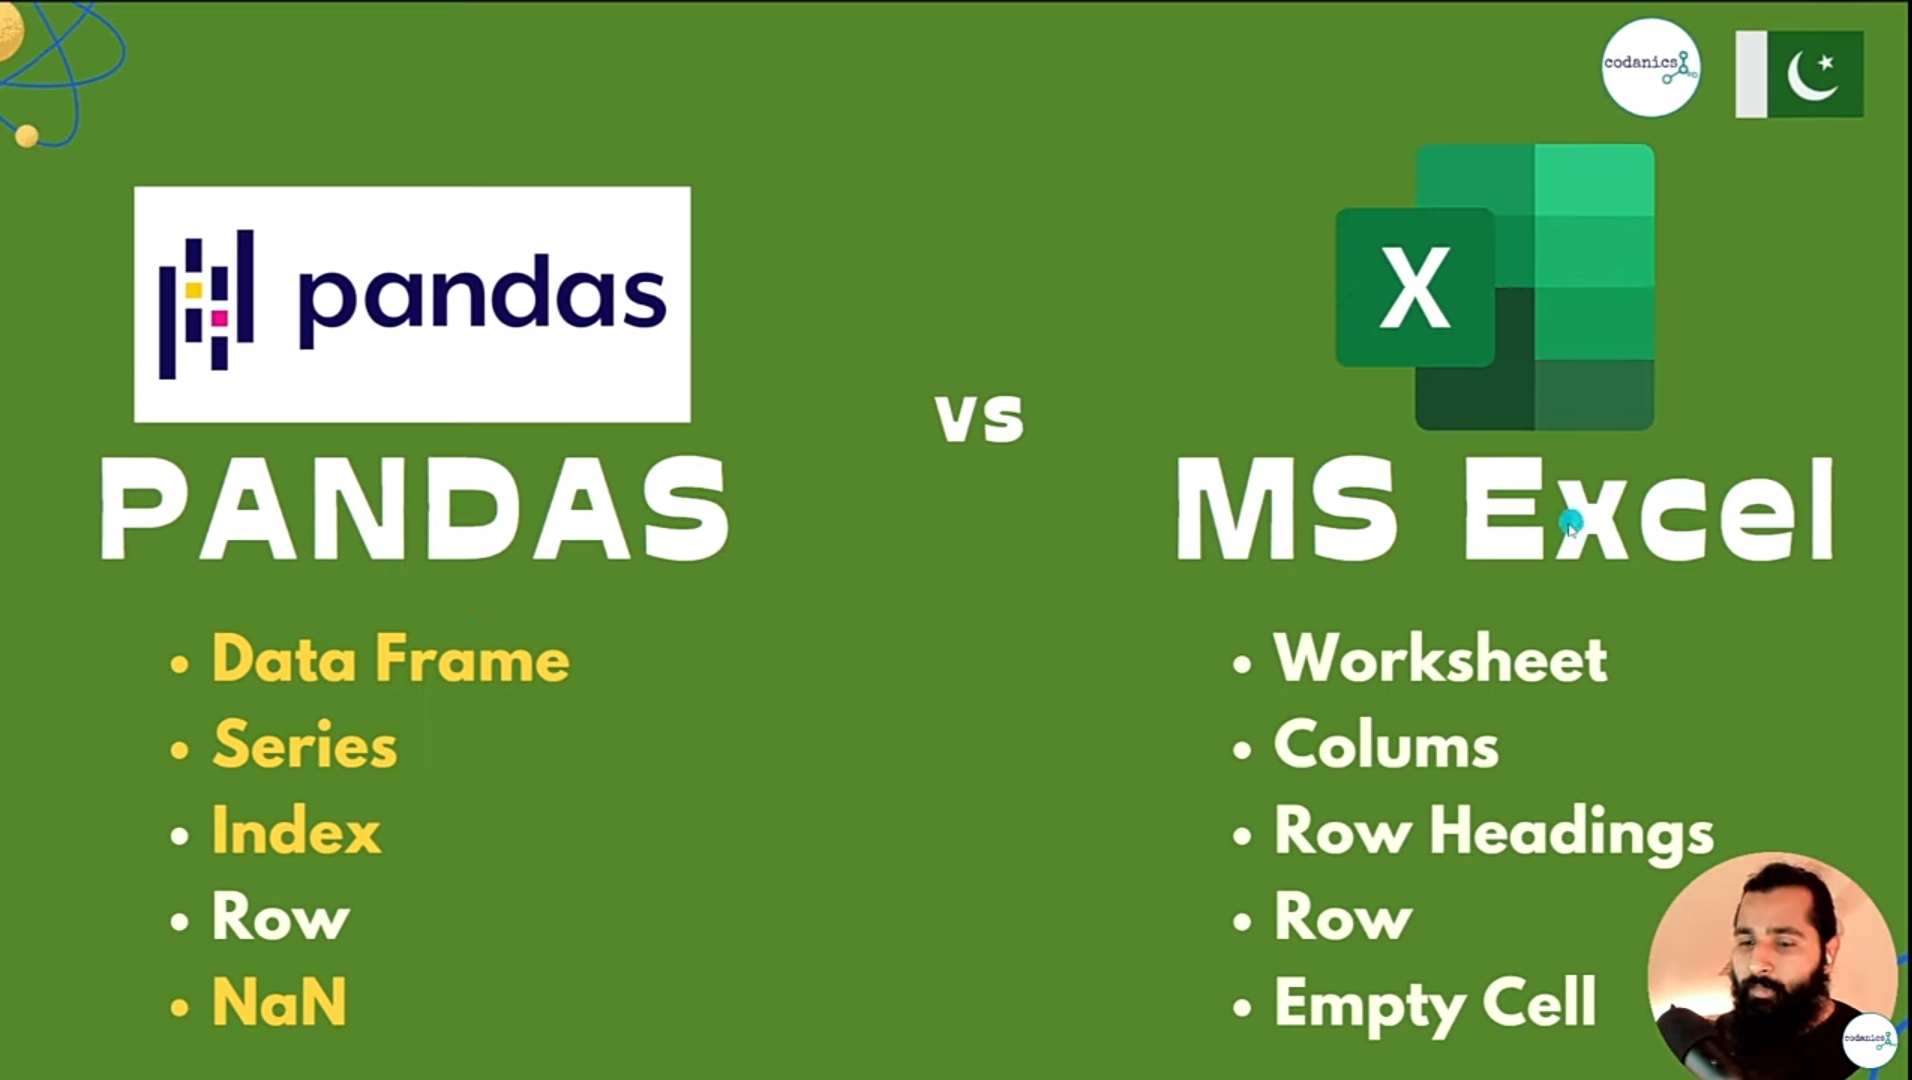 codanics
pandas
X
vs
PANDAS
MS Excel
• Data Frame
• Series
• Index
• Row
• NaN
• Worksheet
• Colums
• Row Headings
• Row
• Empty Cell
codanics